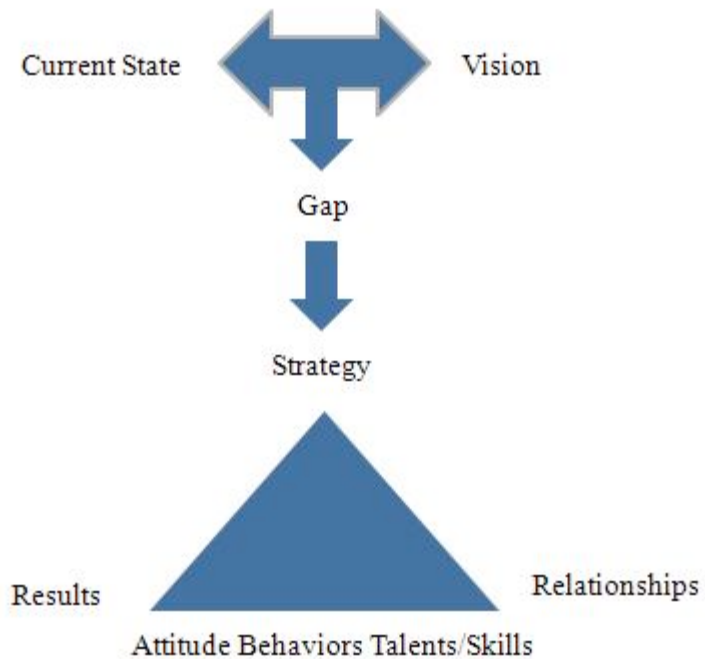 Current State
Vision
Gap
Strategy
Results
Relationships
Attitude Behaviors Talents/Skills